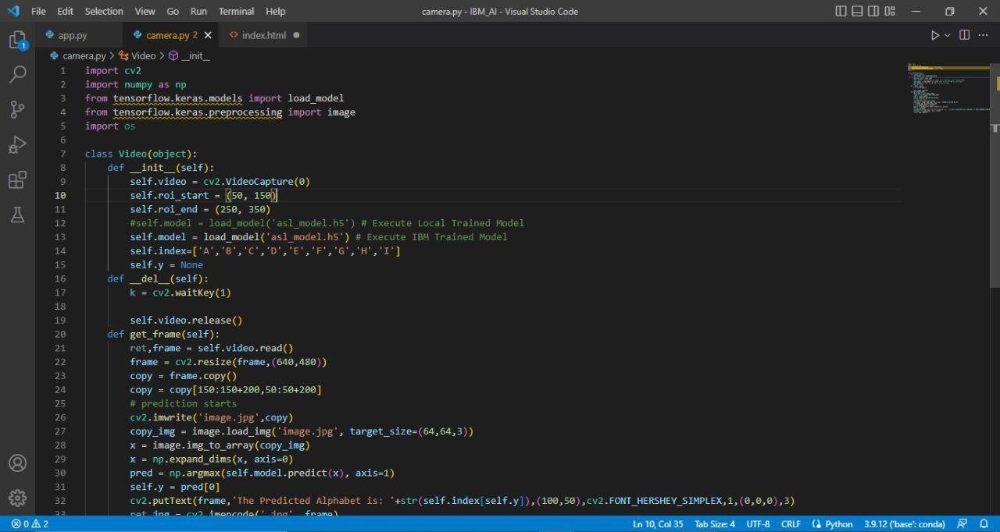 File Edit Selection View Go Run Terminal Help camera.py - IBM_AI - Visual Studio Code
app.py camera.py 2 index.html
camera.py > Video > __init__
1 import cv2
2 import numpy as np
3 from tensorflow.keras.models import load_model
4 from tensorflow.keras.preprocessing import image
5 import os
6
7 class Video(object):
8 def __init__(self):
9 self.video = cv2.VideoCapture(0)
10 self.roi_start = (50, 150)
11 self.roi_end = (250, 350)
12 #self.model = load_model('asl_model.h5') # Execute Local Trained Model
13 self.model = load_model('asl_model.h5') # Execute IBM Trained Model
14 self.index=['A','B','C','D','E','F','G','H','I']
15 self.y = None
16 def __del__(self):
17 k = cv2.waitKey(1)
18
19 self.video.release()
20 def get_frame(self):
21 ret,frame = self.video.read()
22 frame = cv2.resize(frame,(640,480))
23 copy = frame.copy()
24 copy = copy[150:150+200,50:50+200]
25 # prediction starts
26 cv2.imwrite('image.jpg',copy)
27 copy_img = image.load_img('image.jpg', target_size=(64,64,3))
28 x = image.img_to_array(copy_img)
29 x = np.expand_dims(x, axis=0)
30 pred = np.argmax(self.model.predict(x), axis=1)
31 self.y = pred[0]
32 cv2.putText(frame,'The Predicted Alphabet is: '+str(self.index[self.y]),(100,50),cv2.FONT_HERSHEY_SIMPLEX,1,(0,0,0),3)
33 ret,jpg = cv2.imencode('.jpg', frame)
1
0 2 Ln 10, Col 35 Tab Size: 4 UTF-8 CRLF Python 3.9.12 ('base': conda)